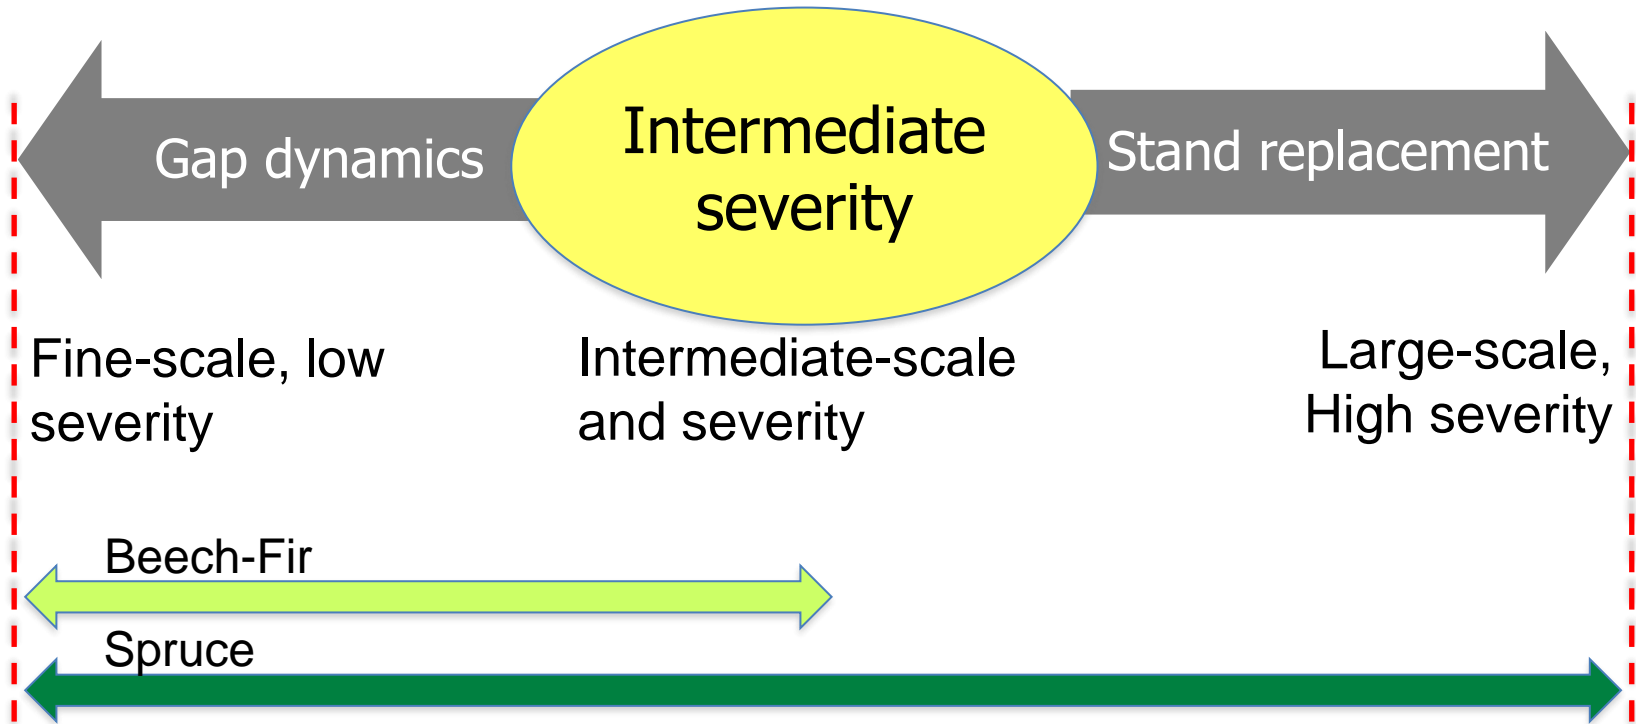 Gap dynamics
Intermediate
severity
Stand replacement
Fine-scale, low
severity
Intermediate-scale
and severity
Large-scale,
High severity
Beech-Fir
Spruce